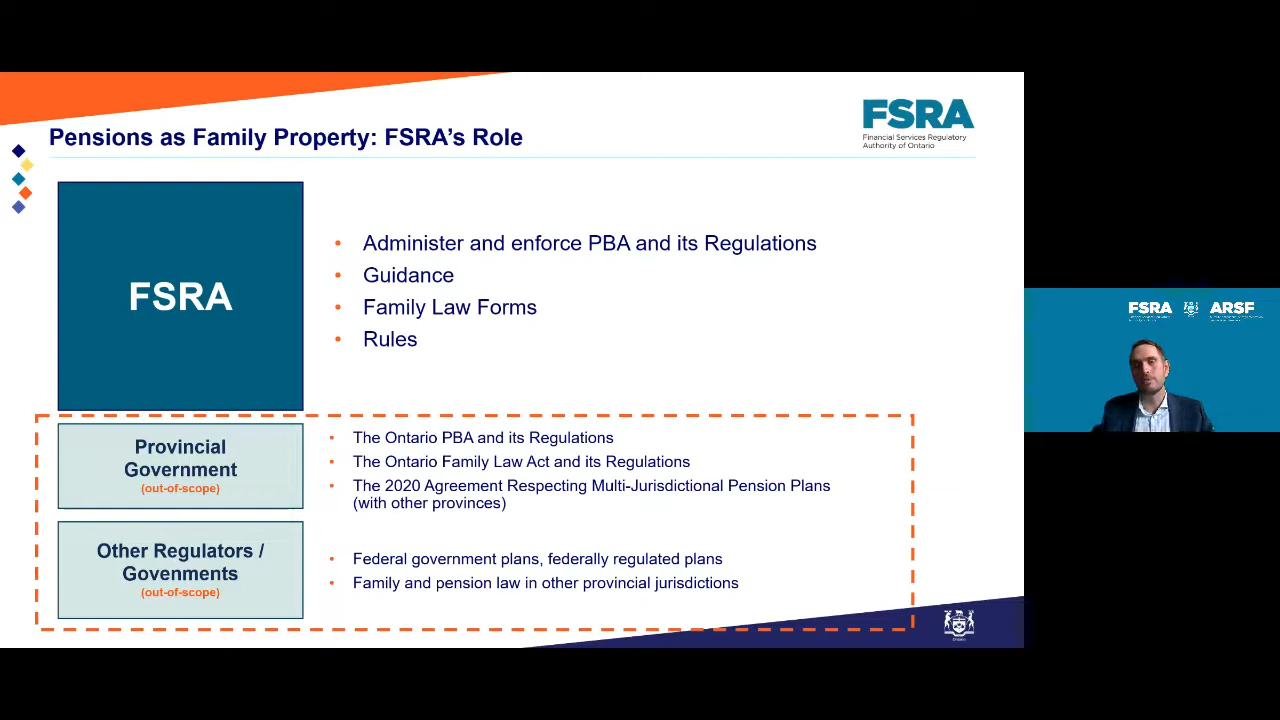 Pensions as Family Property: FSRA's Role
FSRA
Financial Services Regulatory
Authority of Ontario
FSRA
• Administer and enforce PBA and its Regulations
• Guidance
• Family Law Forms
• Rules
Provincial
Government
(out-of-scope)
• The Ontario PBA and its Regulations
• The Ontario Family Law Act and its Regulations
• The 2020 Agreement Respecting Multi-Jurisdictional Pension Plans
(with other provinces)
Other Regulators /
Govenments
(out-of-scope)
• Federal government plans, federally regulated plans
• Family and pension law in other provincial jurisdictions
Ontario
FSRA ARSF